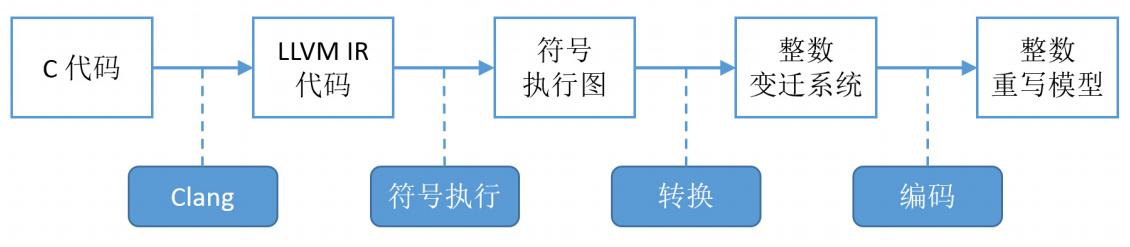 C 代码
LLVM IR
代码
符号
执行图
整数
变迁系统
整数
重写模型
Clang
符号执行
转换
编码